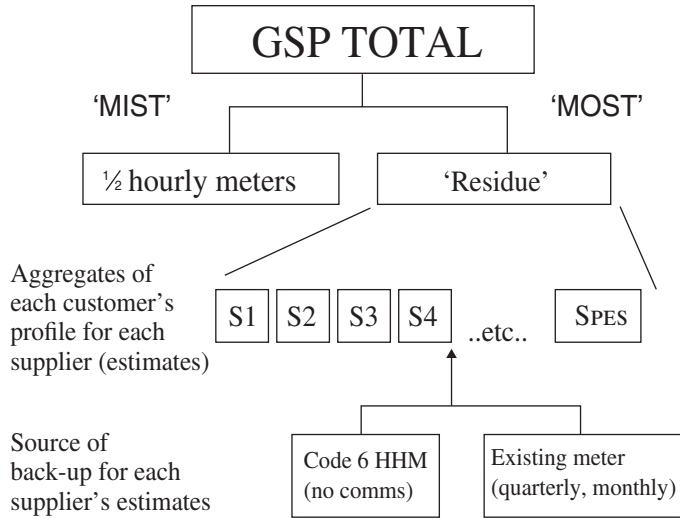 GSP TOTAL
‘MIST’
‘MOST’
½ hourly meters
‘Residue’
Aggregates of
each customer’s
profile for each
supplier (estimates)
S1 S2 S3 S4 ..etc.. SPES
Source of
back-up for each
supplier’s estimates
Code 6 HHM
(no comms)
Existing meter
(quarterly, monthly)